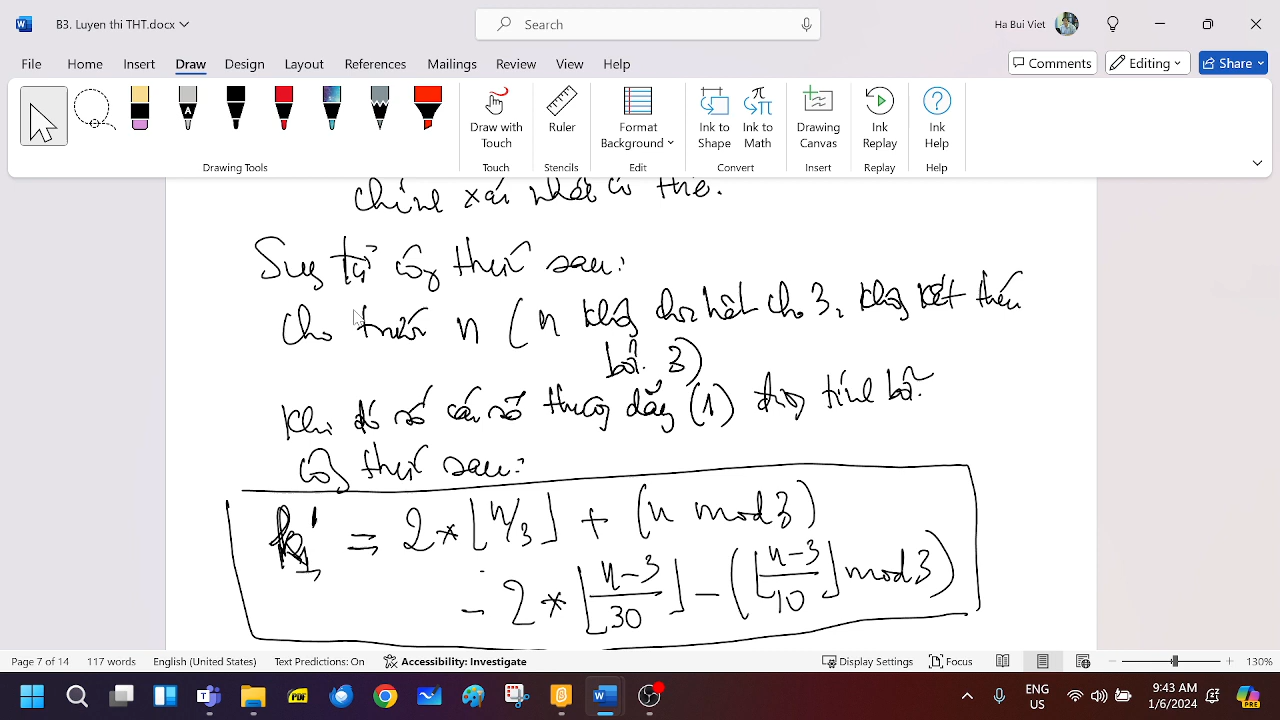 B3. Luyen thi THT.docx
Search
Ha Bui Viet
File Home Insert Draw Design Layout References Mailings Review View Help
Comments Editing Share
Draw with Touch
Ruler
Format Background
Ink to Shape
Ink to Math
Drawing Canvas
Ink Replay
Ink Help
Drawing Tools Touch Stencils Edit Convert Insert Replay Help
chính xác nhất có thể.
Suy từ công thức sau:
Cho trước n (n không chia hết cho 3, không kết thúc
bởi 3)
Khi đó số các số thuộc dãy (1) được tính bởi
công thức sau:
= 2 * ⌊n/3⌋ + (n mod 3)
- 2 * ⌊(n-3)/30⌋ - (⌊(n-3)/10⌋ mod 3)
Page 7 of 14 117 words English (United States) Text Predictions: On Accessibility: Investigate Display Settings Focus 130%
ENG US 9:43 AM 1/6/2024